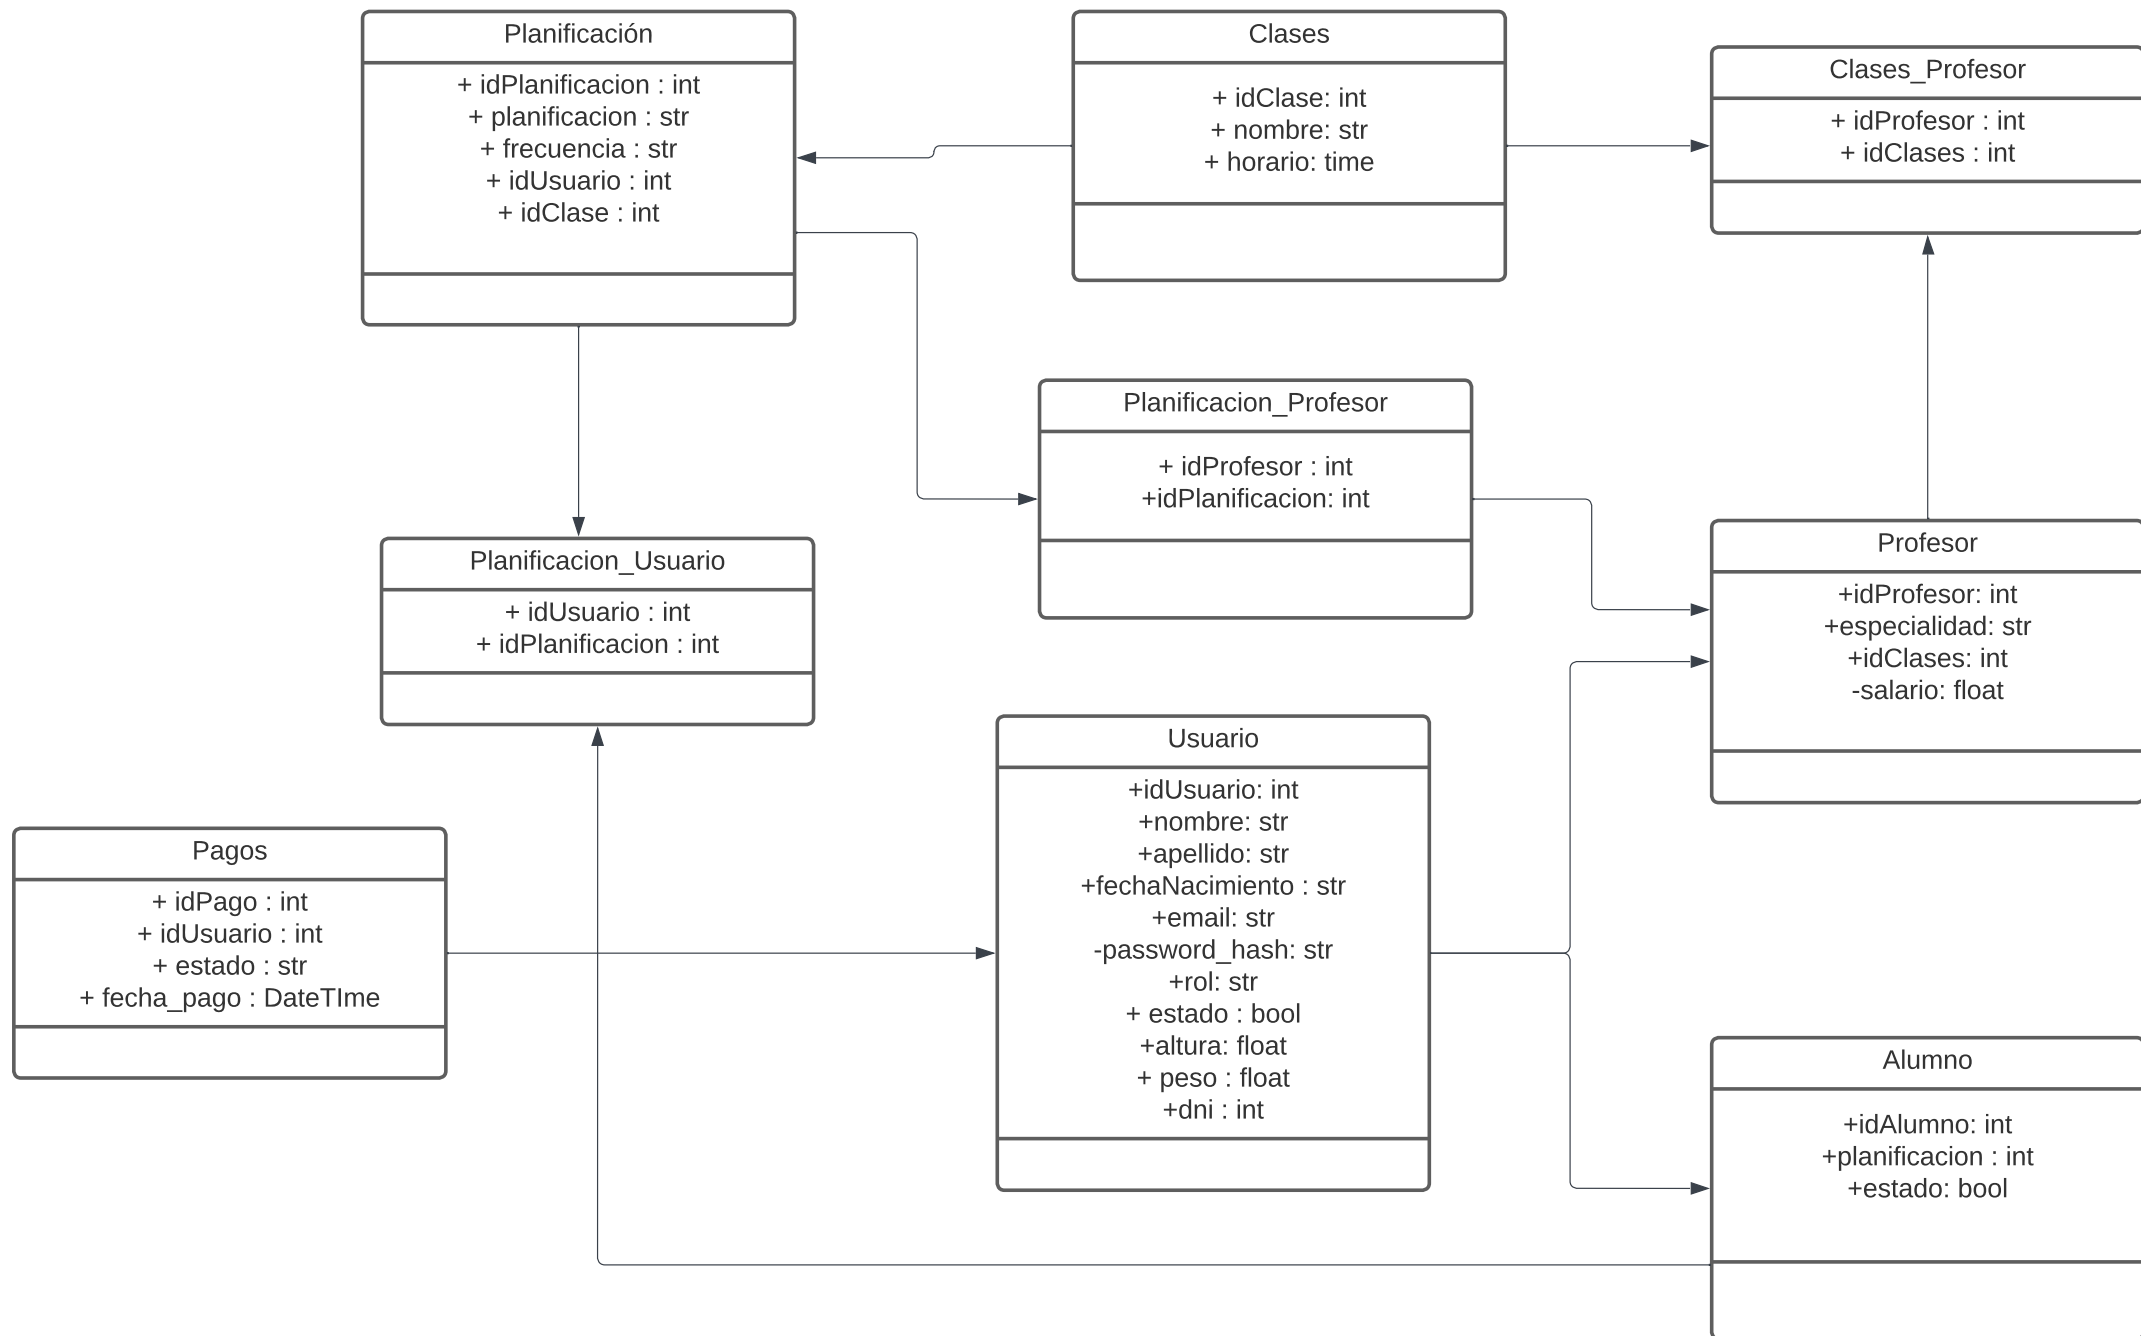 Planificación
+ idPlanificacion : int
+ planificacion : str
+ frecuencia : str
+ idUsuario : int
+ idClase : int
Clases
+ idClase: int
+ nombre: str
+ horario: time
Clases_Profesor
+ idProfesor : int
+ idClases : int
Planificacion_Profesor
+ idProfesor : int
+idPlanificacion: int
Planificacion_Usuario
+ idUsuario : int
+ idPlanificacion : int
Profesor
+idProfesor: int
+especialidad: str
+idClases: int
-salario: float
Usuario
+idUsuario: int
+nombre: str
+apellido: str
+fechaNacimiento : str
+email: str
-password_hash: str
+rol: str
+ estado : bool
+altura: float
+ peso : float
+dni : int
Pagos
+ idPago : int
+ idUsuario : int
+ estado : str
+ fecha_pago : DateTIme
Alumno
+idAlumno: int
+planificacion : int
+estado: bool